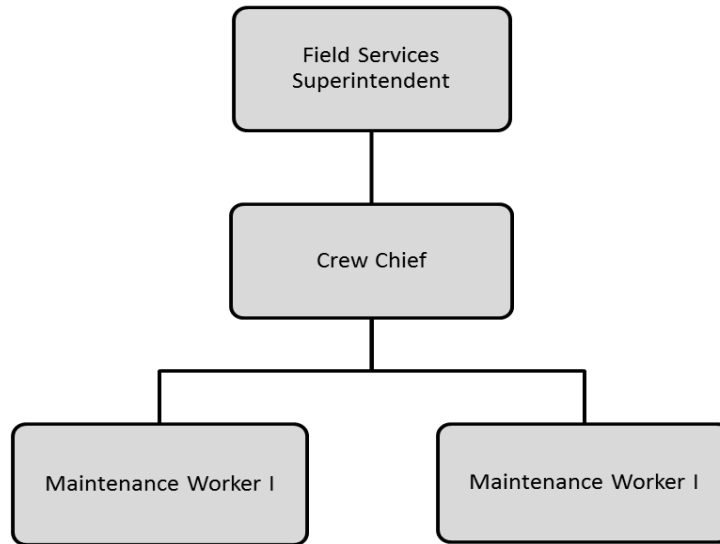 Field Services
Superintendent
Crew Chief
Maintenance Worker I
Maintenance Worker I